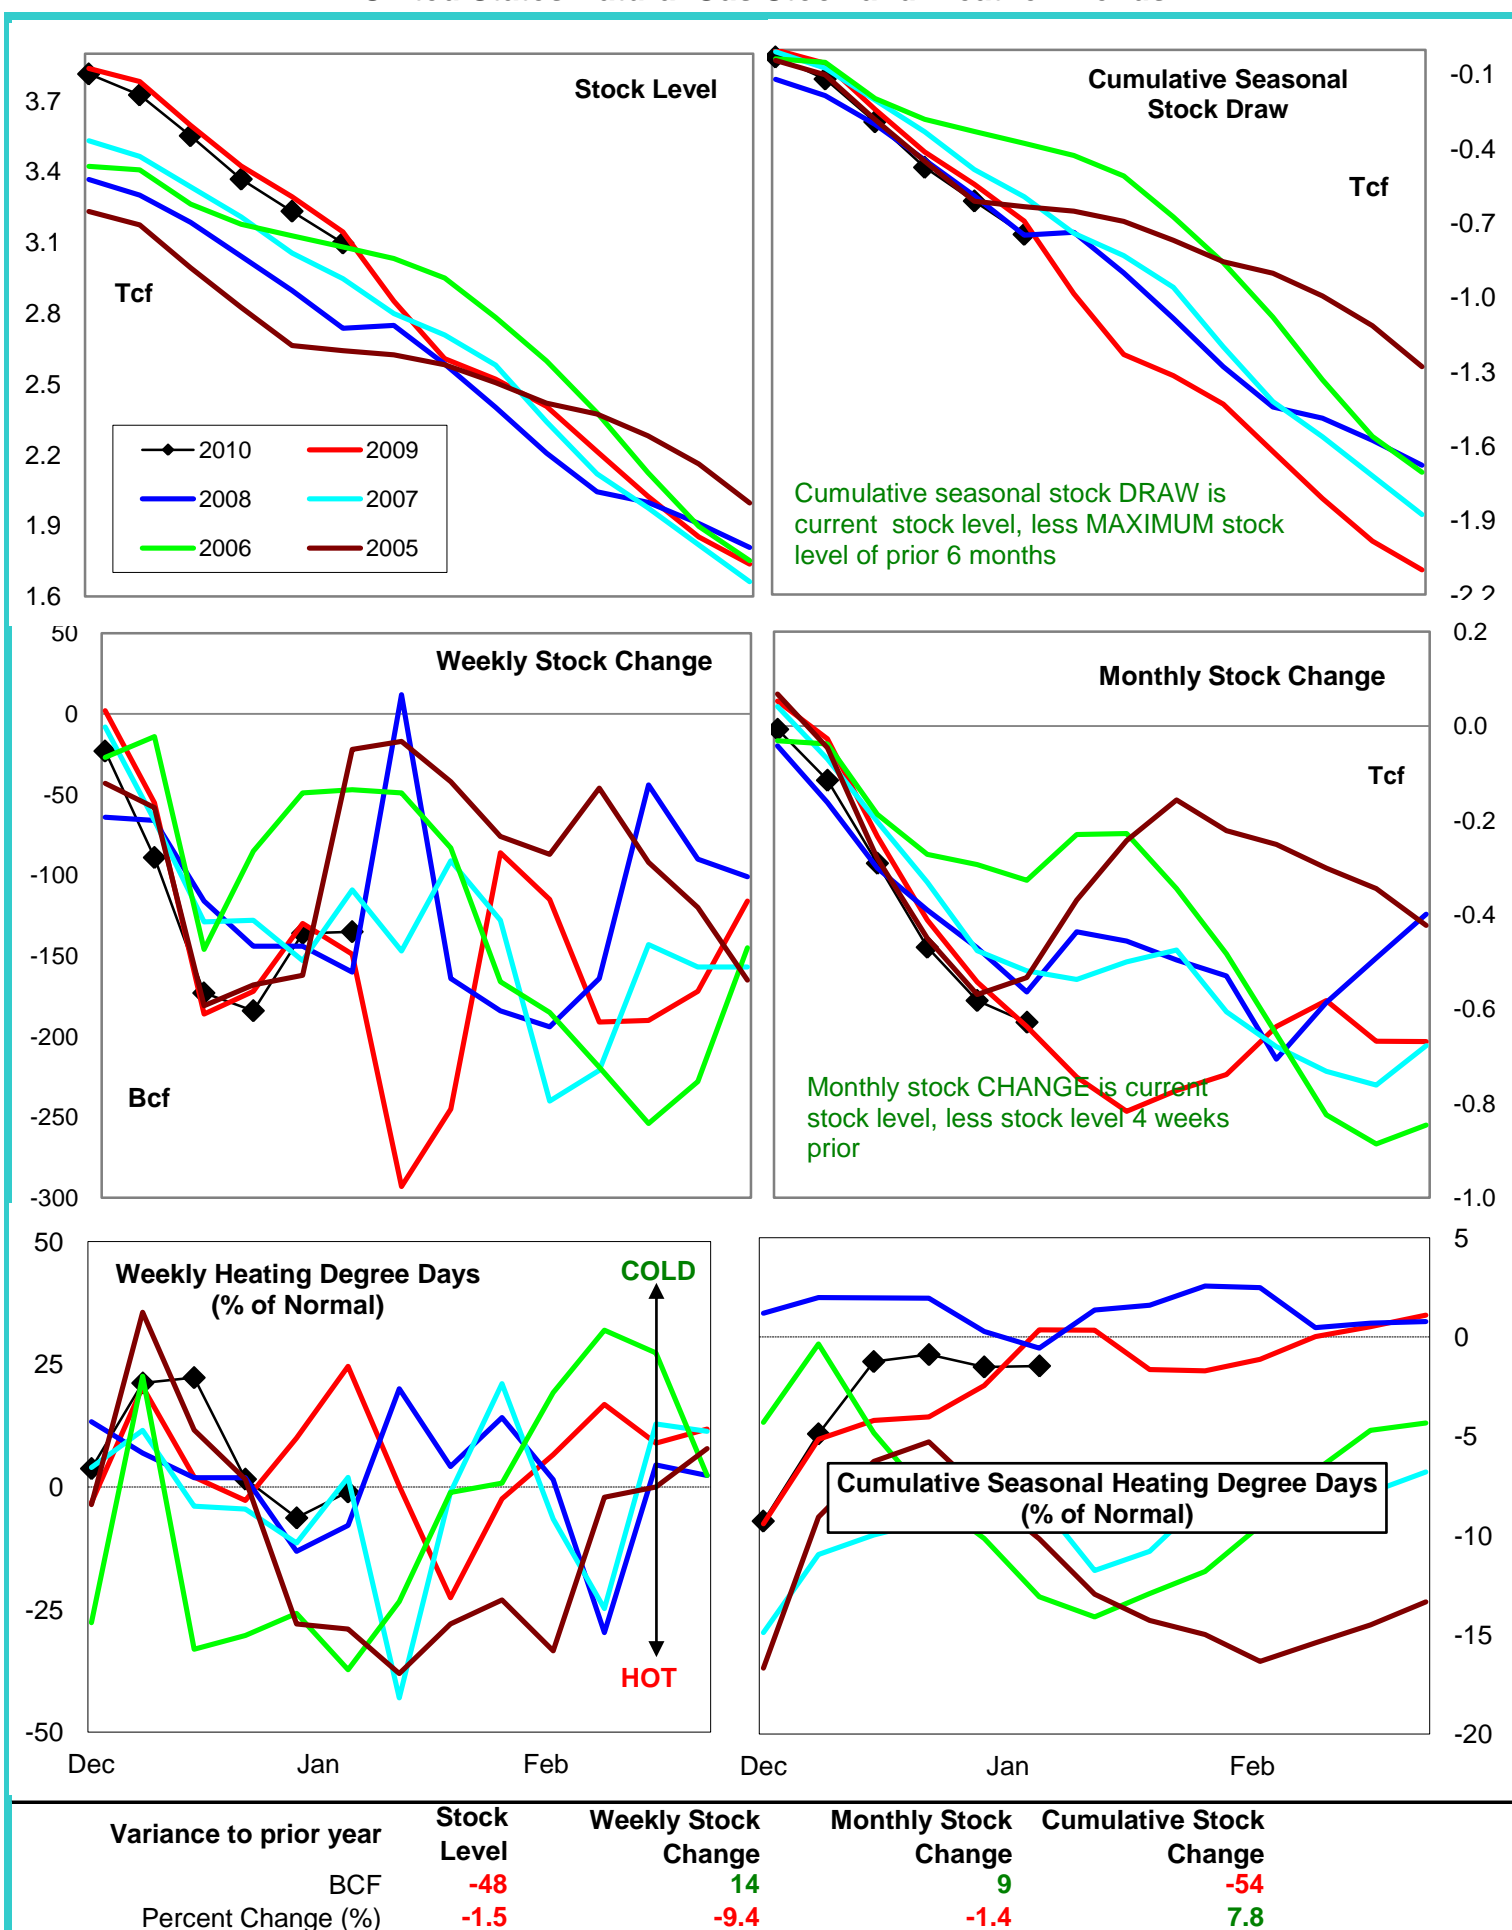 Stock Level
3.7
3.4
3.1
2.8
2.5
2.2
1.9
1.6
Tcf
2010
2009
2008
2007
2006
2005
Cumulative Seasonal
Stock Draw
Tcf
-0.1
-0.4
-0.7
-1.0
-1.3
-1.6
-1.9
-2.2
Cumulative seasonal stock DRAW is
current stock level, less MAXIMUM stock
level of prior 6 months
Weekly Stock Change
50
0
-50
-100
-150
-200
-250
-300
Bcf
Monthly Stock Change
Tcf
0.2
0.0
-0.2
-0.4
-0.6
-0.8
-1.0
Monthly stock CHANGE is current
stock level, less stock level 4 weeks
prior
Weekly Heating Degree Days
(% of Normal)
COLD
HOT
50
25
0
-25
-50
Dec
Jan
Feb
Cumulative Seasonal Heating Degree Days
(% of Normal)
5
0
-5
-10
-15
-20
Dec
Jan
Feb
Variance to prior year
Stock
Level
Weekly Stock
Change
Monthly Stock
Change
Cumulative Stock
Change
BCF -48 14 9 -54
Percent Change (%) -1.5 -9.4 -1.4 7.8